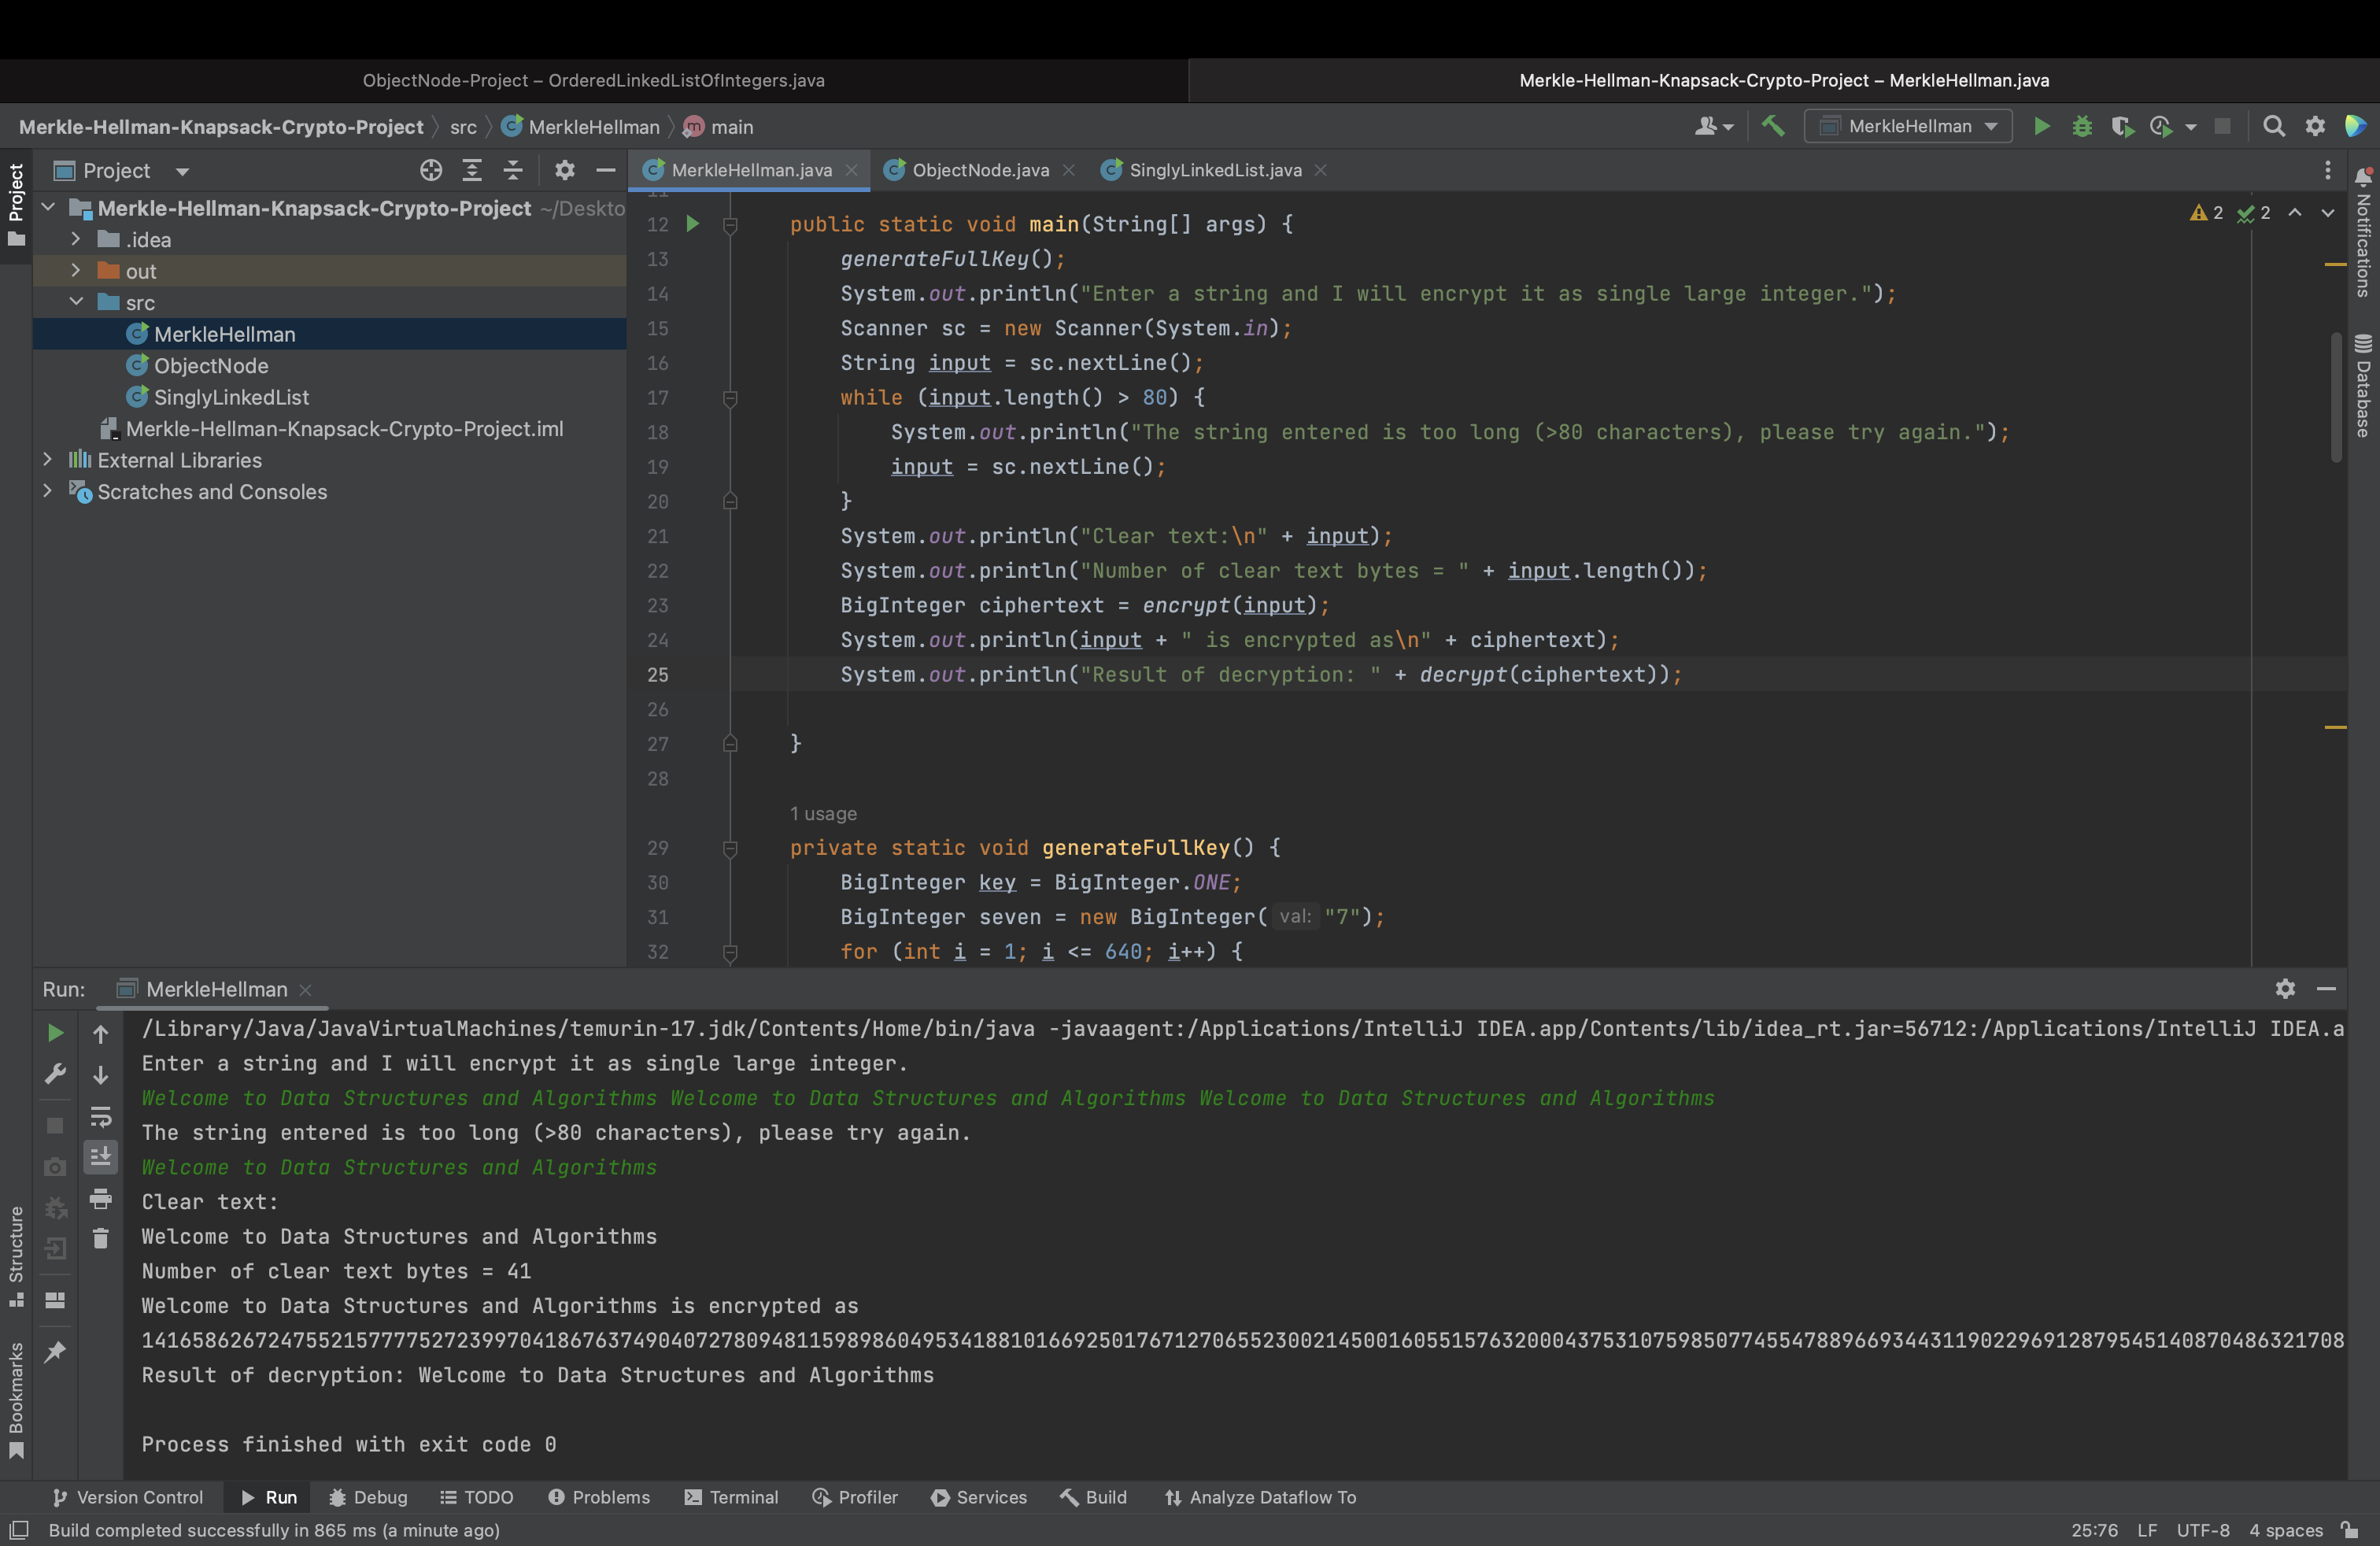 ObjectNode-Project – OrderedLinkedListOfIntegers.java
Merkle-Hellman-Knapsack-Crypto-Project – MerkleHellman.java
Merkle-Hellman-Knapsack-Crypto-Project
src
MerkleHellman
main
MerkleHellman
Project
MerkleHellman.java
ObjectNode.java
SinglyLinkedList.java
Project
Merkle-Hellman-Knapsack-Crypto-Project ~/Deskto
.idea
out
src
MerkleHellman
ObjectNode
SinglyLinkedList
Merkle-Hellman-Knapsack-Crypto-Project.iml
External Libraries
Scratches and Consoles
2 2
Notifications
Database
11
12 public static void main(String[] args) {
13 generateFullKey();
14 System.out.println("Enter a string and I will encrypt it as single large integer.");
15 Scanner sc = new Scanner(System.in);
16 String input = sc.nextLine();
17 while (input.length() > 80) {
18 System.out.println("The string entered is too long (>80 characters), please try again.");
19 input = sc.nextLine();
20 }
21 System.out.println("Clear text:\n" + input);
22 System.out.println("Number of clear text bytes = " + input.length());
23 BigInteger ciphertext = encrypt(input);
24 System.out.println(input + " is encrypted as\n" + ciphertext);
25 System.out.println("Result of decryption: " + decrypt(ciphertext));
26
27 }
28
1 usage
29 private static void generateFullKey() {
30 BigInteger key = BigInteger.ONE;
31 BigInteger seven = new BigInteger( val: "7");
32 for (int i = 1; i <= 640; i++) {
Run: MerkleHellman
/Library/Java/JavaVirtualMachines/temurin-17.jdk/Contents/Home/bin/java -javaagent:/Applications/IntelliJ IDEA.app/Contents/lib/idea_rt.jar=56712:/Applications/IntelliJ IDEA.a
Enter a string and I will encrypt it as single large integer.
Welcome to Data Structures and Algorithms Welcome to Data Structures and Algorithms Welcome to Data Structures and Algorithms
The string entered is too long (>80 characters), please try again.
Welcome to Data Structures and Algorithms
Clear text:
Welcome to Data Structures and Algorithms
Number of clear text bytes = 41
Welcome to Data Structures and Algorithms is encrypted as
1416586267247552157777527239970418676374904072780948115989860495341881016692501767127065523002145001605515763200043753107598507745547889669344311902296912879545140870486321708
Result of decryption: Welcome to Data Structures and Algorithms
Process finished with exit code 0
Structure
Bookmarks
Version Control
Run
Debug
TODO
Problems
Terminal
Profiler
Services
Build
Analyze Dataflow To
Build completed successfully in 865 ms (a minute ago)
25:76 LF UTF-8 4 spaces